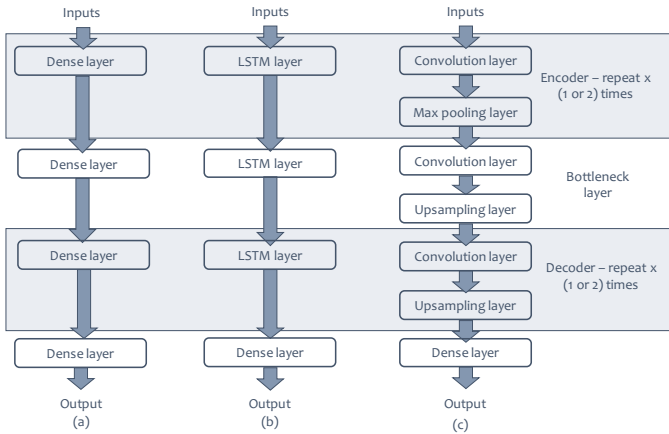 Inputs
Inputs
Inputs
Dense layer
LSTM layer
Convolution layer
Encoder – repeat x
(1 or 2) times
Max pooling layer
Dense layer
LSTM layer
Convolution layer
Bottleneck
layer
Upsampling layer
Dense layer
LSTM layer
Convolution layer
Decoder – repeat x
(1 or 2) times
Upsampling layer
Dense layer
Dense layer
Dense layer
Output
Output
Output
(a)
(b)
(c)